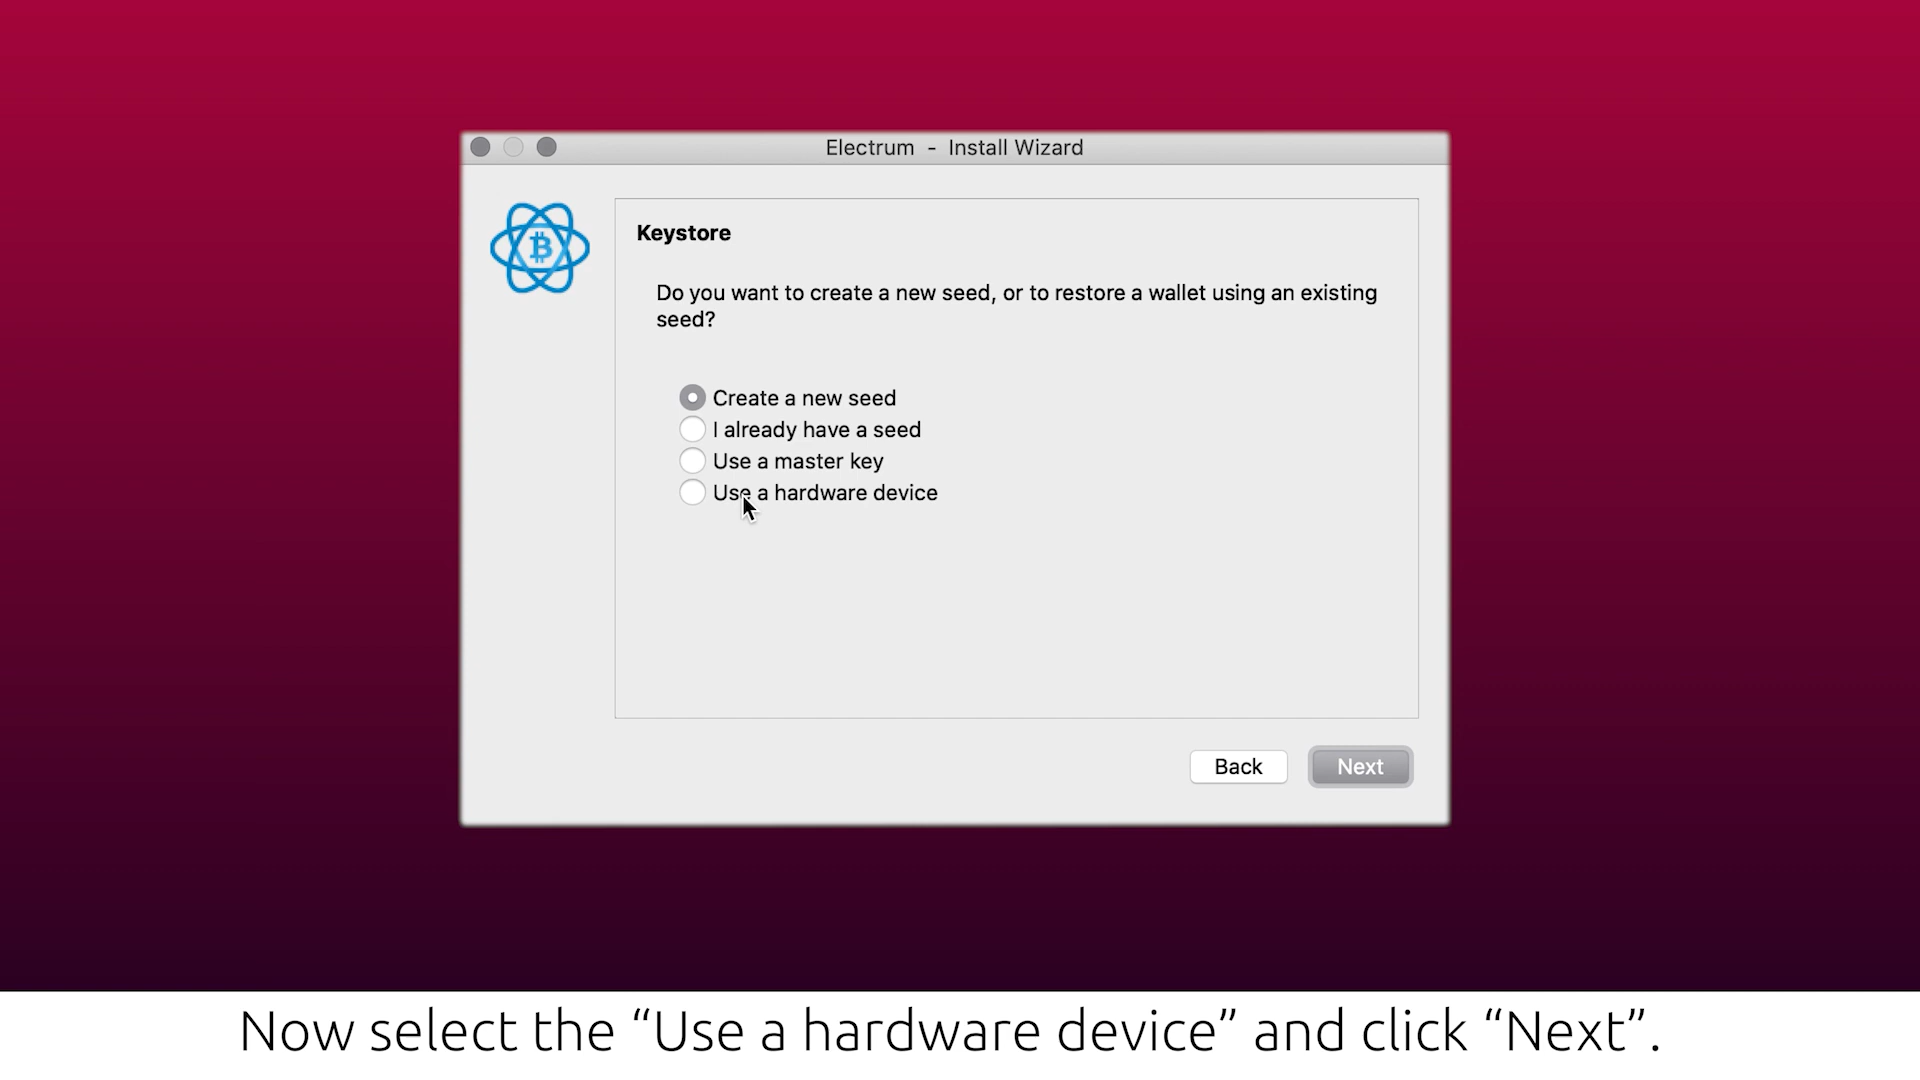 Electrum - Install Wizard
Keystore
Do you want to create a new seed, or to restore a wallet using an existing
seed?
Create a new seed
I already have a seed
Use a master key
Use a hardware device
Back
Next
Now select the “Use a hardware device” and click “Next”.